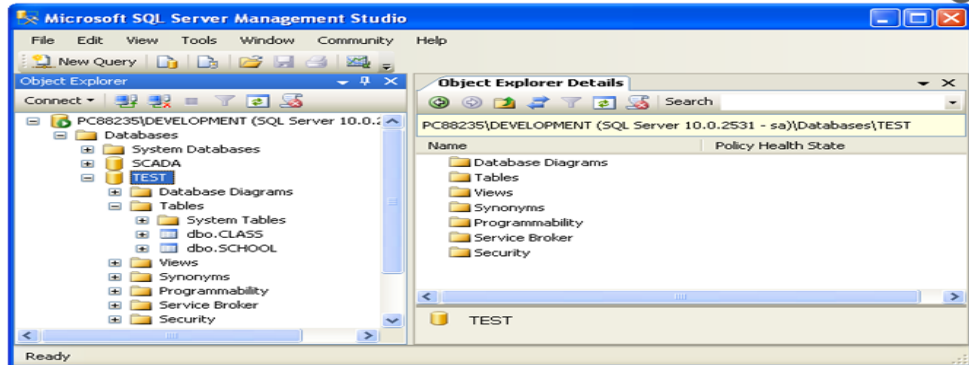 Microsoft SQL Server Management Studio
File Edit View Tools Window Community Help
New Query
Object Explorer
Connect
PC88235\DEVELOPMENT (SQL Server 10.0.2
Databases
System Databases
SCADA
TEST
Database Diagrams
Tables
System Tables
dbo.CLASS
dbo.SCHOOL
Views
Synonyms
Programmability
Service Broker
Security
Object Explorer Details
Search
PC88235\DEVELOPMENT (SQL Server 10.0.2531 - sa)\Databases\TEST
Name Policy Health State
Database Diagrams
Tables
Views
Synonyms
Programmability
Service Broker
Security
TEST
Ready